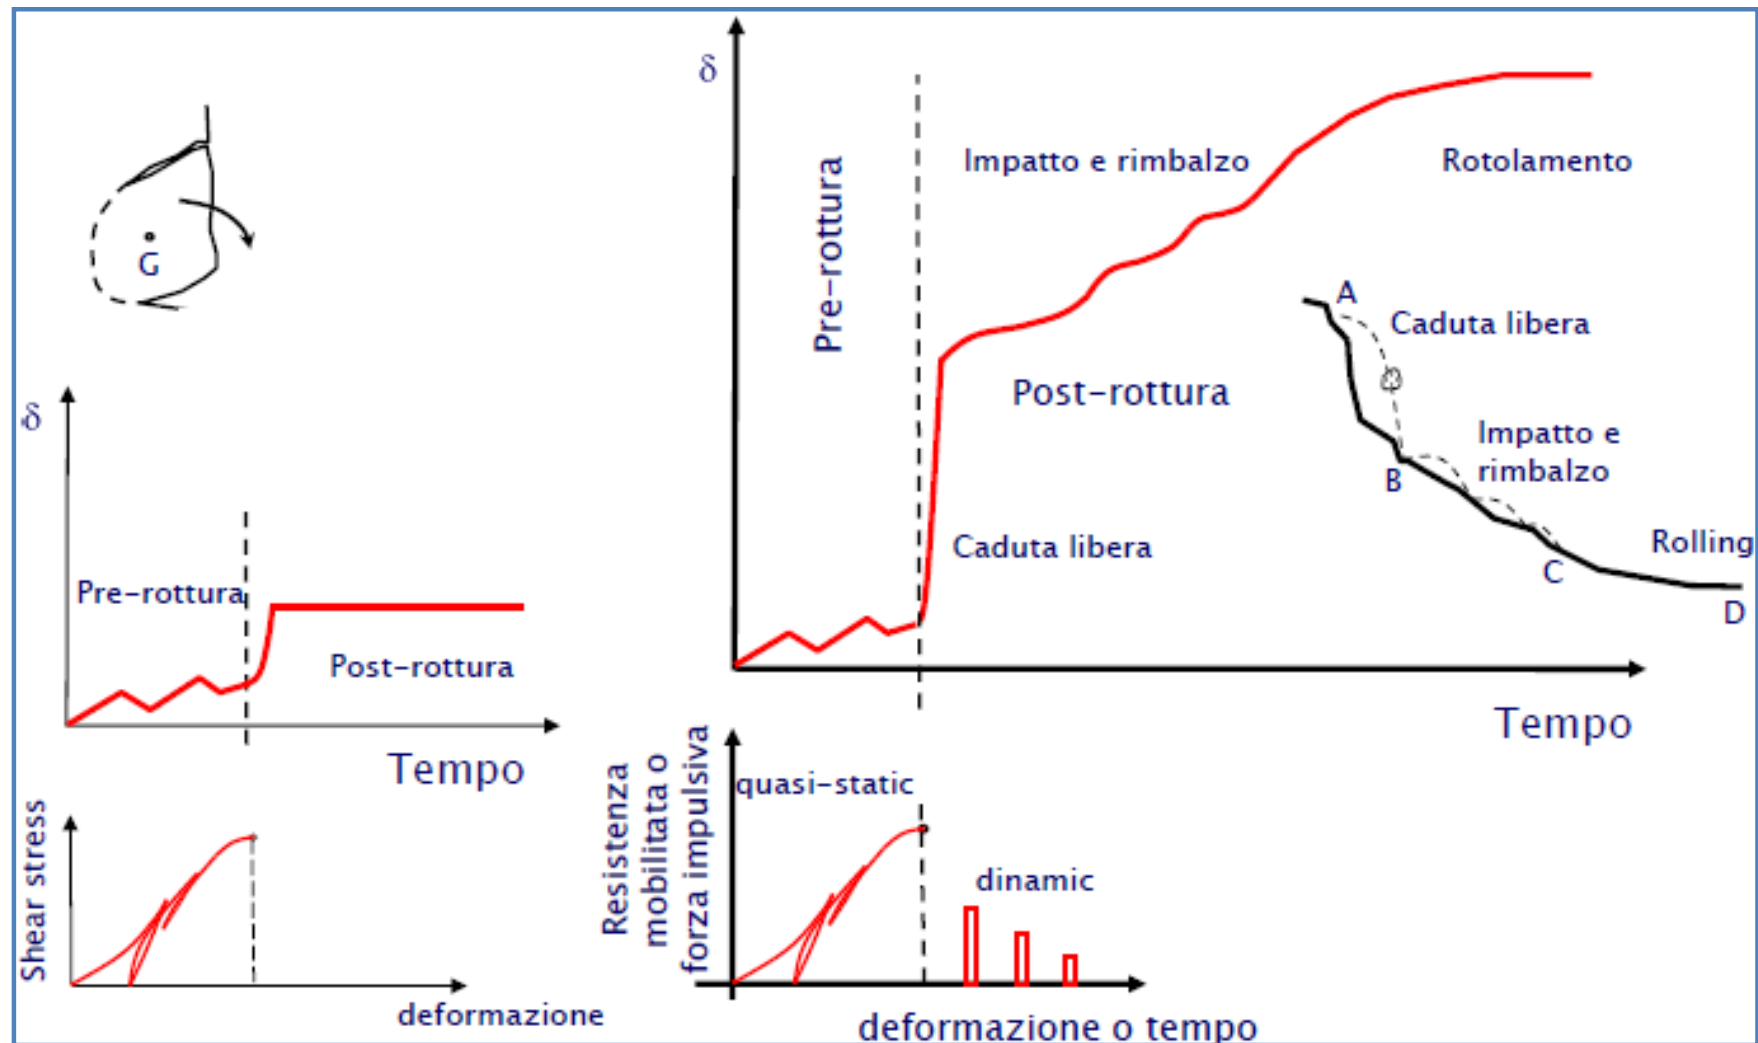 G
δ
Pre-rottura
Post-rottura
Tempo
Shear stress
deformazione
δ
Pre-rottura
Impatto e rimbalzo
Rotolamento
Post-rottura
Caduta libera
A
Caduta libera
Impatto e
rimbalzo
B
Rolling
C
D
Tempo
Resistenza
mobilitata o
forza impulsiva
quasi-static
dinamic
deformazione o tempo